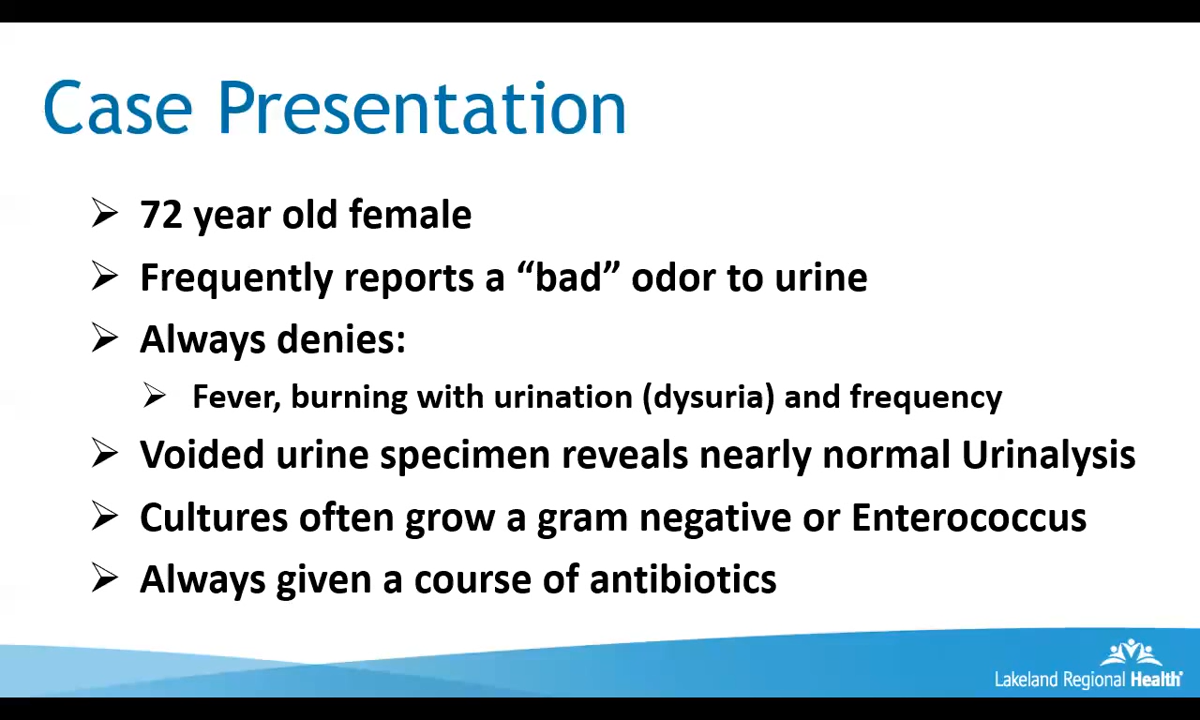 Case Presentation
72 year old female
Frequently reports a “bad” odor to urine
Always denies:
Fever, burning with urination (dysuria) and frequency
Voided urine specimen reveals nearly normal Urinalysis
Cultures often grow a gram negative or Enterococcus
Always given a course of antibiotics
Lakeland Regional Health